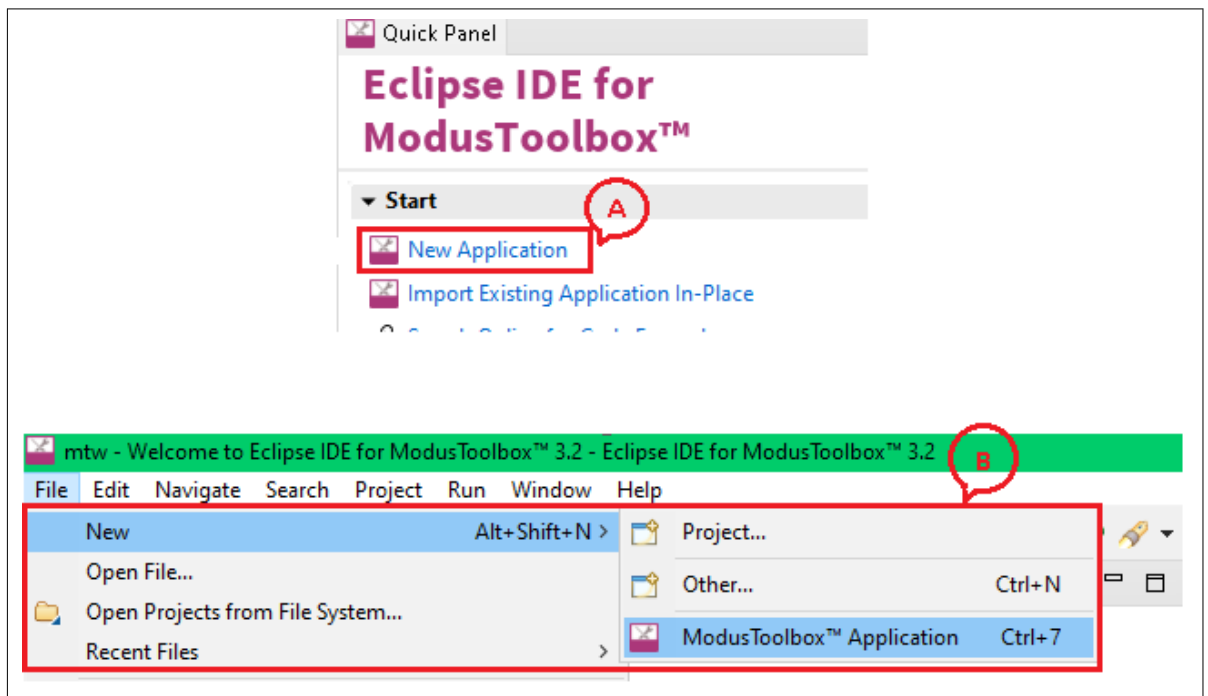 Quick Panel
Eclipse IDE for
ModusToolbox™
Start
A
New Application
Import Existing Application In-Place
mtw - Welcome to Eclipse IDE for ModusToolbox™ 3.2 - Eclipse IDE for ModusToolbox™ 3.2
B
File Edit Navigate Search Project Run Window Help
New Alt+Shift+N > Project...
Open File... Other... Ctrl+N
Open Projects from File System...
Recent Files > ModusToolbox™ Application Ctrl+7